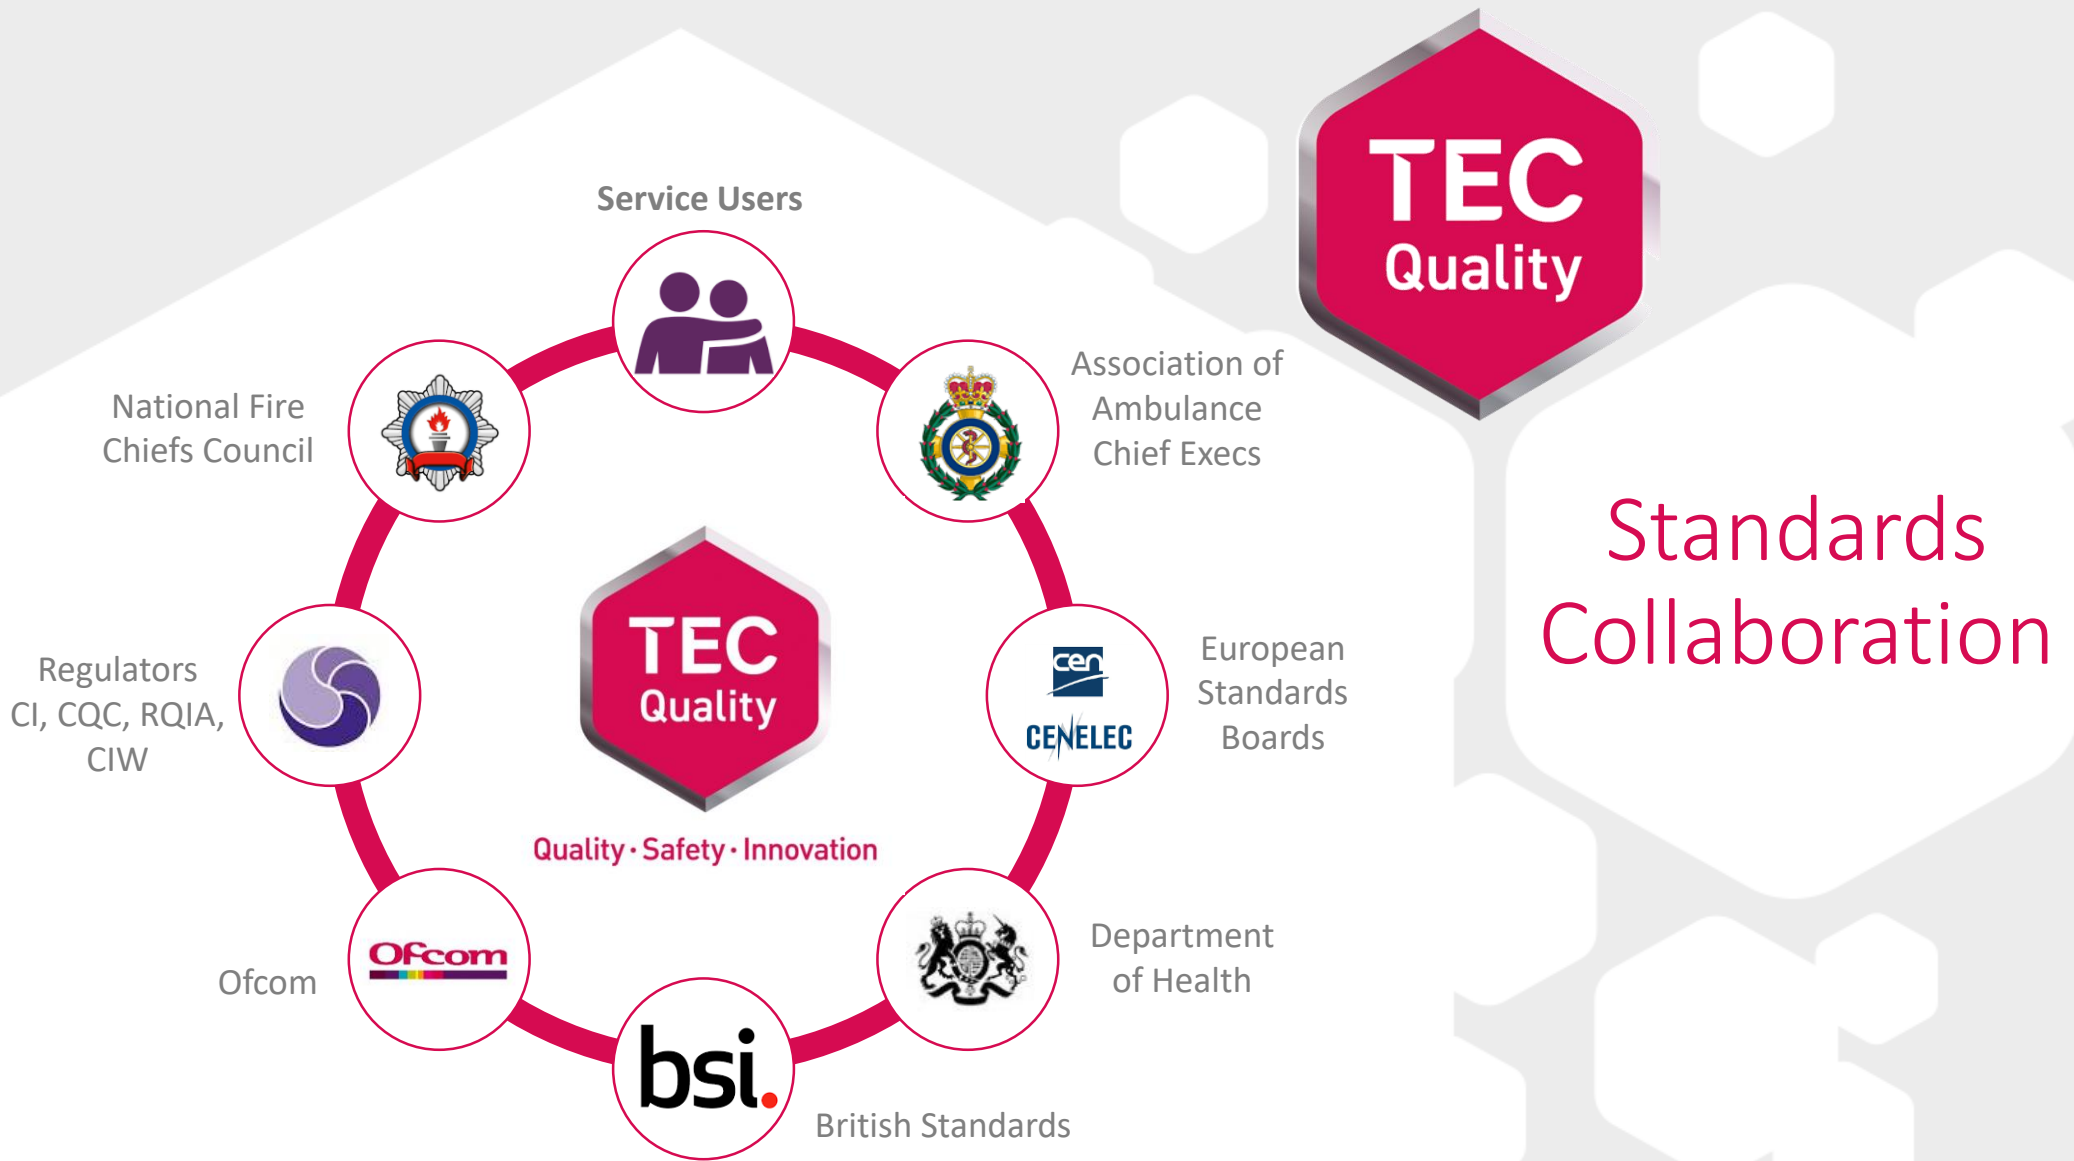 TEC
Quality
Standards
Collaboration
Service Users
Association of
Ambulance
Chief Execs
European
Standards
Boards
cen
CENELEC
Department
of Health
British Standards
bsi.
Ofcom
Ofcom
Regulators
CI, CQC, RQIA,
CIW
National Fire
Chiefs Council
TEC
Quality
Quality · Safety · Innovation